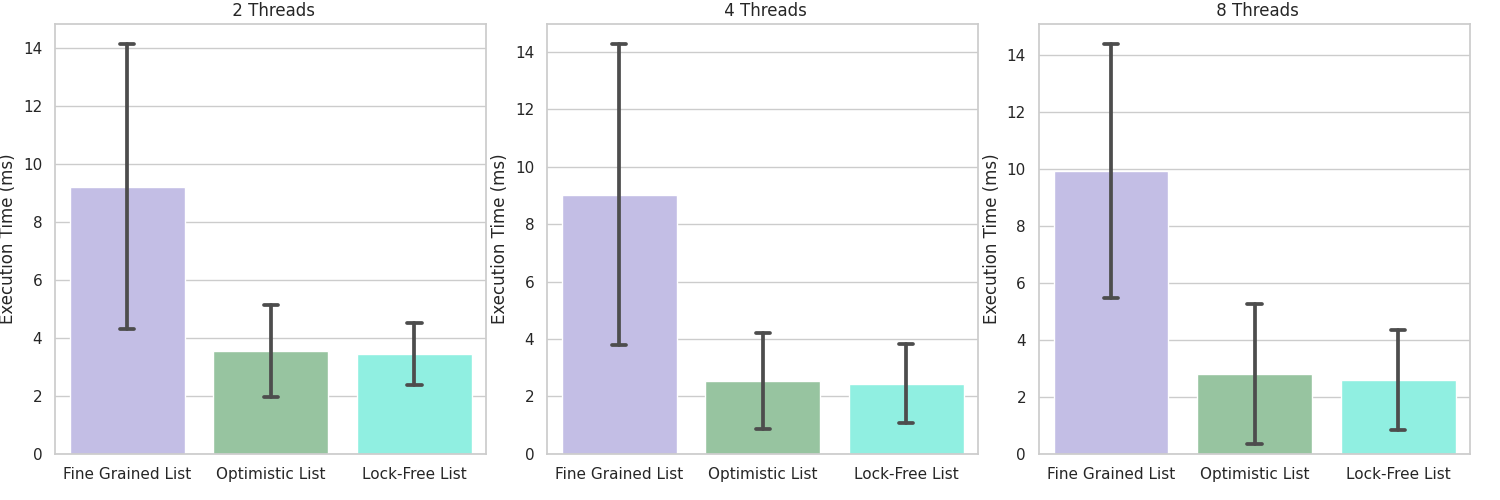 2 Threads
Execution Time (ms)
14
12
10
8
6
4
2
0
Fine Grained List
Optimistic List
Lock-Free List
4 Threads
Execution Time (ms)
14
12
10
8
6
4
2
0
Fine Grained List
Optimistic List
Lock-Free List
8 Threads
Execution Time (ms)
14
12
10
8
6
4
2
0
Fine Grained List
Optimistic List
Lock-Free List